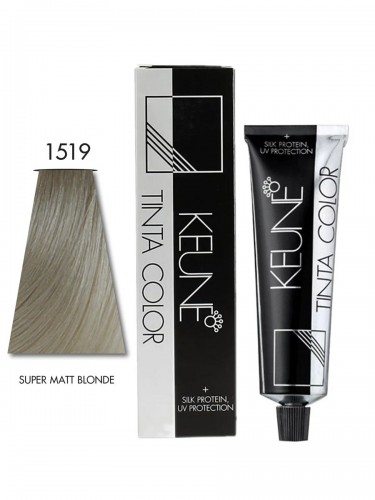 1519
SUPER MATT BLONDE
TINTA COLOR
KEUNE
+
SILK PROTEIN,
UV PROTECTION
+
SILK PROTEIN,
UV PROTECTION
KEUNE
TINTA COLOR